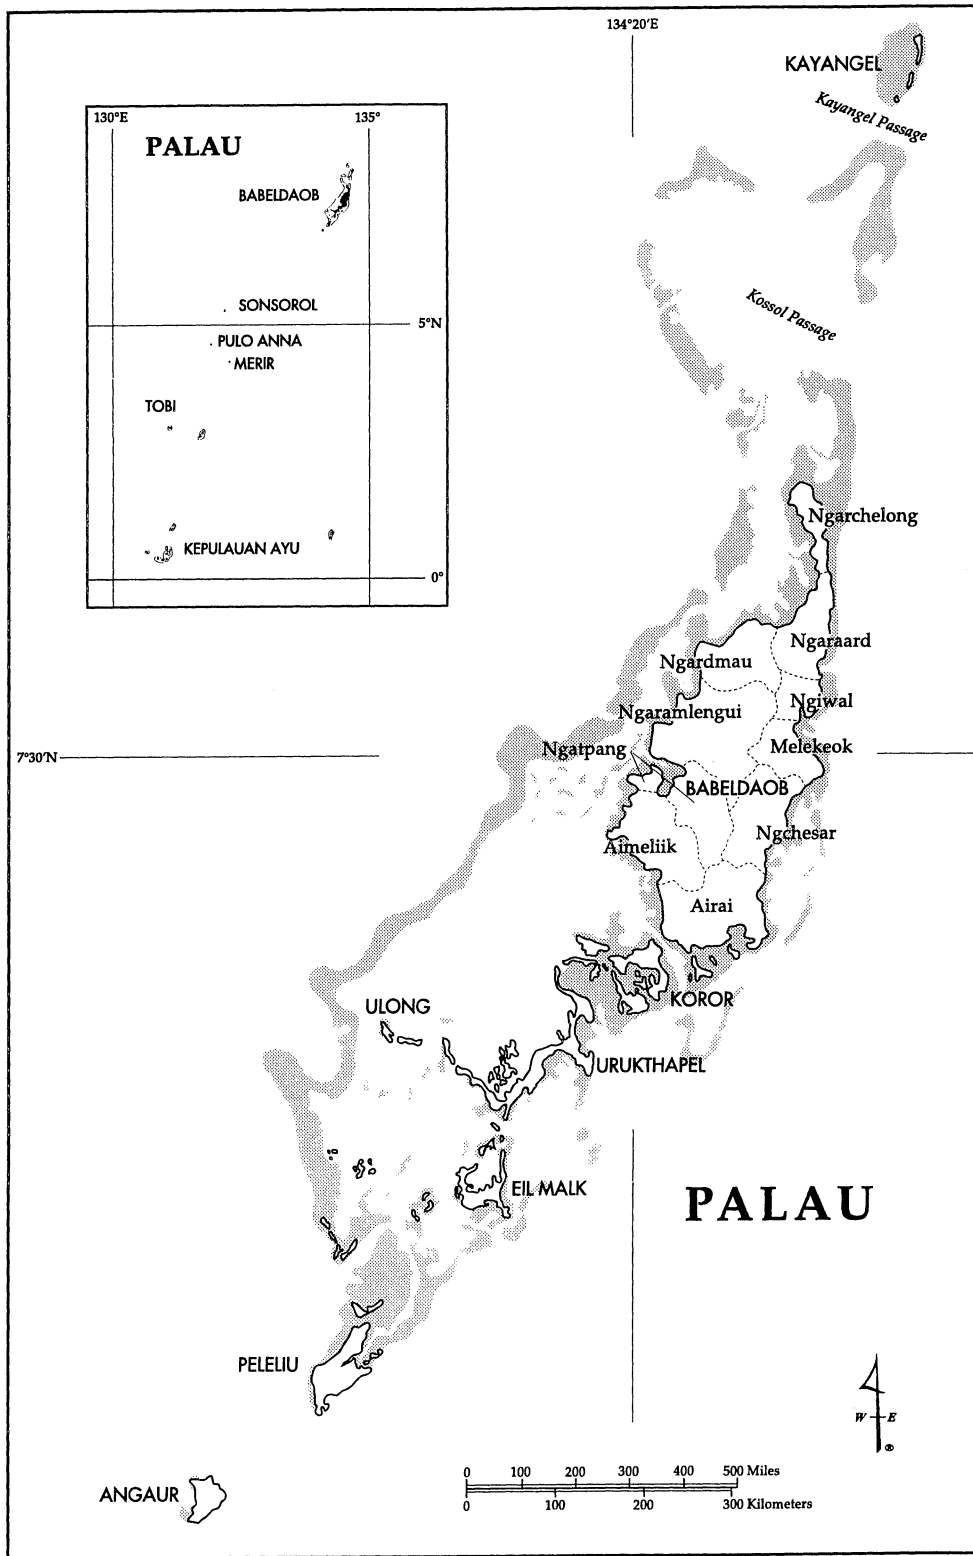 134°20'E
KAYANGEL
Kayangel Passage
130°E
135°
PALAU
BABELDAOB
Kossol Passage
SONSOROL
5°N
PULO ANNA
MERIR
TOBI
KEPULAUAN AYU
0°
Ngarchelong
Ngaraard
Ngardmau
Ngiwal
Ngaramlengui
Melekeok
Ngatpang
7°30'N
BABELDAOB
Ngchesar
Aimeliik
Airai
KOROR
ULONG
URUKTHAPEL
EIL MALK
PALAU
PELELIU
W E
®
0 100 200 300 400 500 Miles
0 100 200 300 Kilometers
ANGAUR